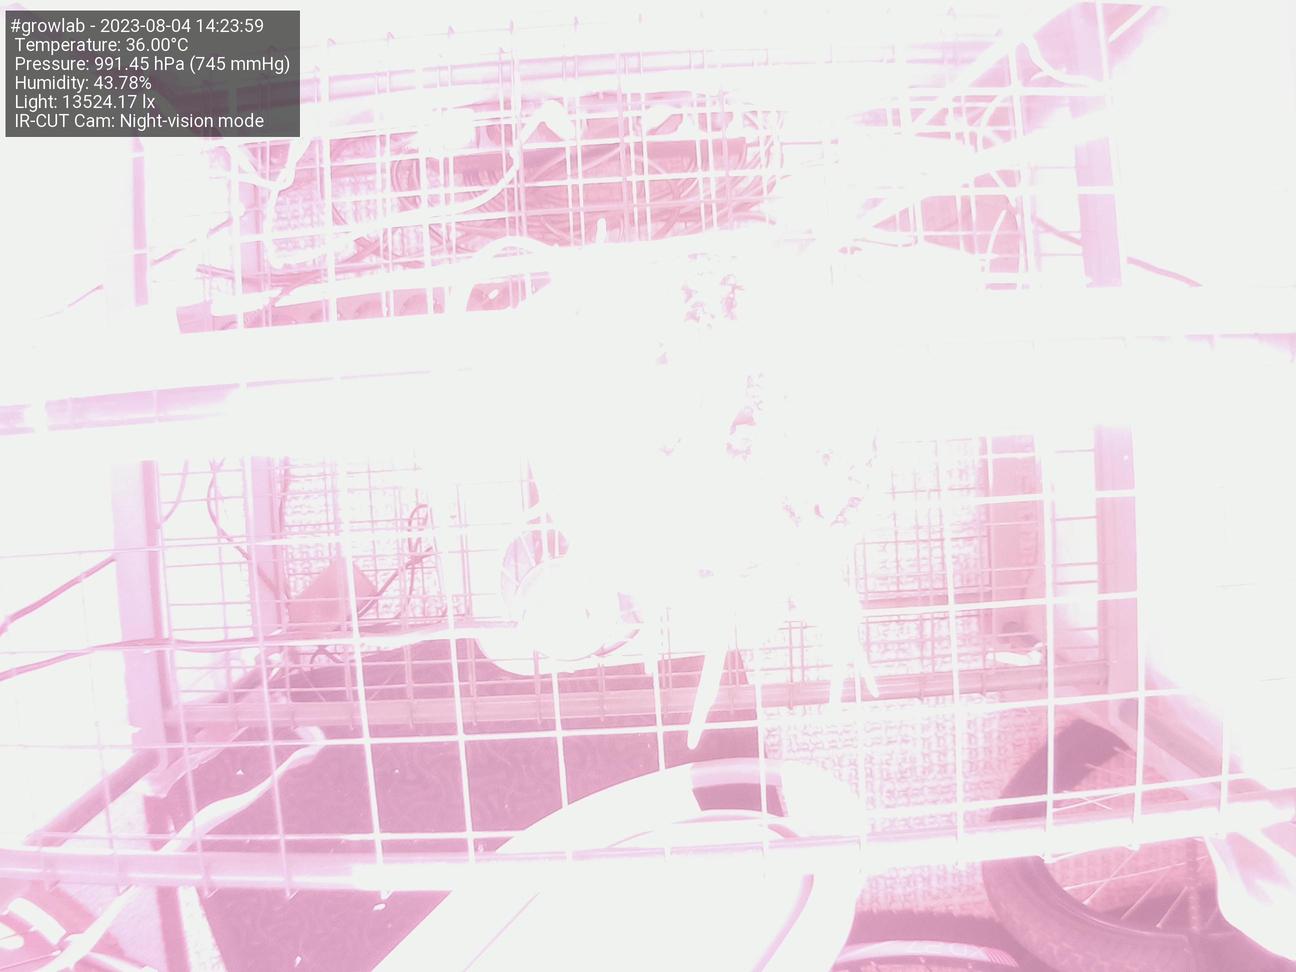 #growlab - 2023-08-04 14:23:59
Temperature: 36.00°C
Pressure: 991.45 hPa (745 mmHg)
Humidity: 43.78%
Light: 13524.17 lx
IR-CUT Cam: Night-vision mode